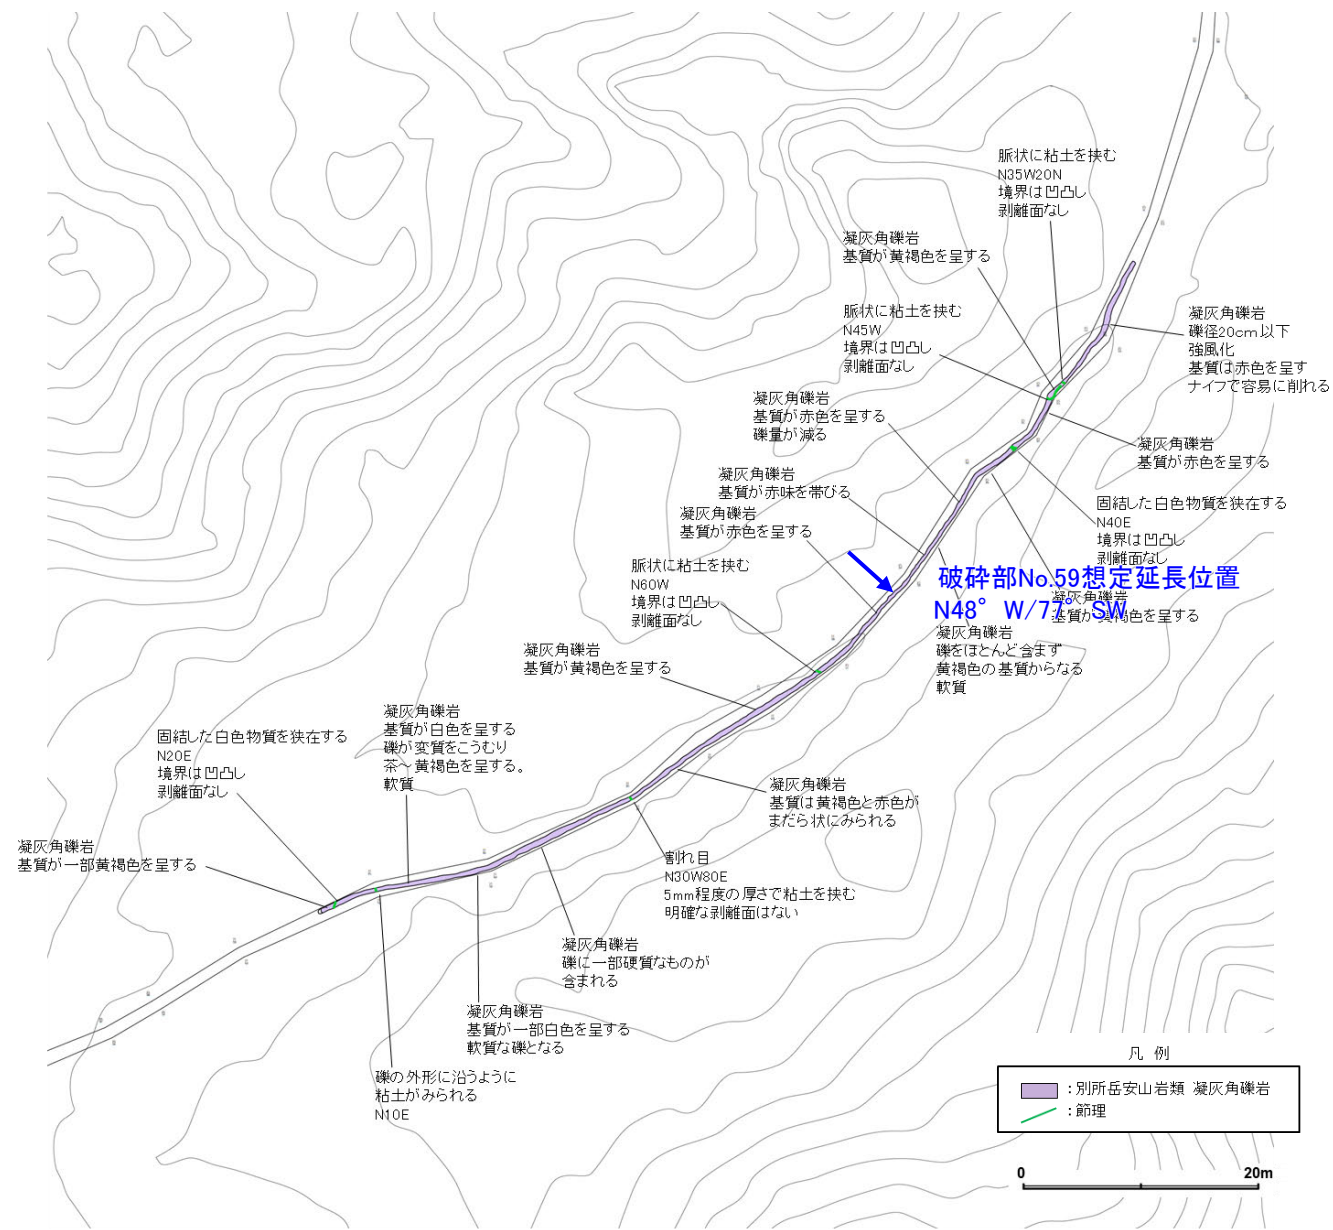 脈状に粘土を挟む
N35W20N
境界は凹凸し
剥離面なし
凝灰角礫岩
基質が黄褐色を呈する
脈状に粘土を挟む
N45W
境界は凹凸し
剥離面なし
凝灰角礫岩
礫径20cm以下
強風化
基質は赤色を呈す
ナイフで容易に削れる
凝灰角礫岩
基質が赤色を呈する
礫量が減る
凝灰角礫岩
基質が赤色を呈する
凝灰角礫岩
基質が赤味を帯びる
固結した白色物質を狭在する
N40E
境界は凹凸し
剥離面なし
凝灰角礫岩
基質が赤色を呈する
脈状に粘土を挟む
N60W
境界は凹凸し
剥離面なし
破砕部No.59想定延長位置
N48°W/77°SW
凝灰角礫岩
基質が黄褐色を呈する
凝灰角礫岩
礫をほとんど含まず
黄褐色の基質からなる
軟質
凝灰角礫岩
基質が黄褐色を呈する
凝灰角礫岩
基質が白色を呈する
礫が変質をこうむり
茶～黄褐色を呈する。
軟質
固結した白色物質を狭在する
N20E
境界は凹凸し
剥離面なし
凝灰角礫岩
基質は黄褐色と赤色が
まだら状にみられる
凝灰角礫岩
基質が一部黄褐色を呈する
割れ目
N30W80E
5mm程度の厚さで粘土を挟む
明確な剥離面はない
凝灰角礫岩
礫に一部硬質なものが
含まれる
凝灰角礫岩
基質が一部白色を呈する
軟質な礫となる
礫の外形に沿うように
粘土がみられる
N10E
凡 例
：別所岳安山岩類 凝灰角礫岩
：節理
0 20m